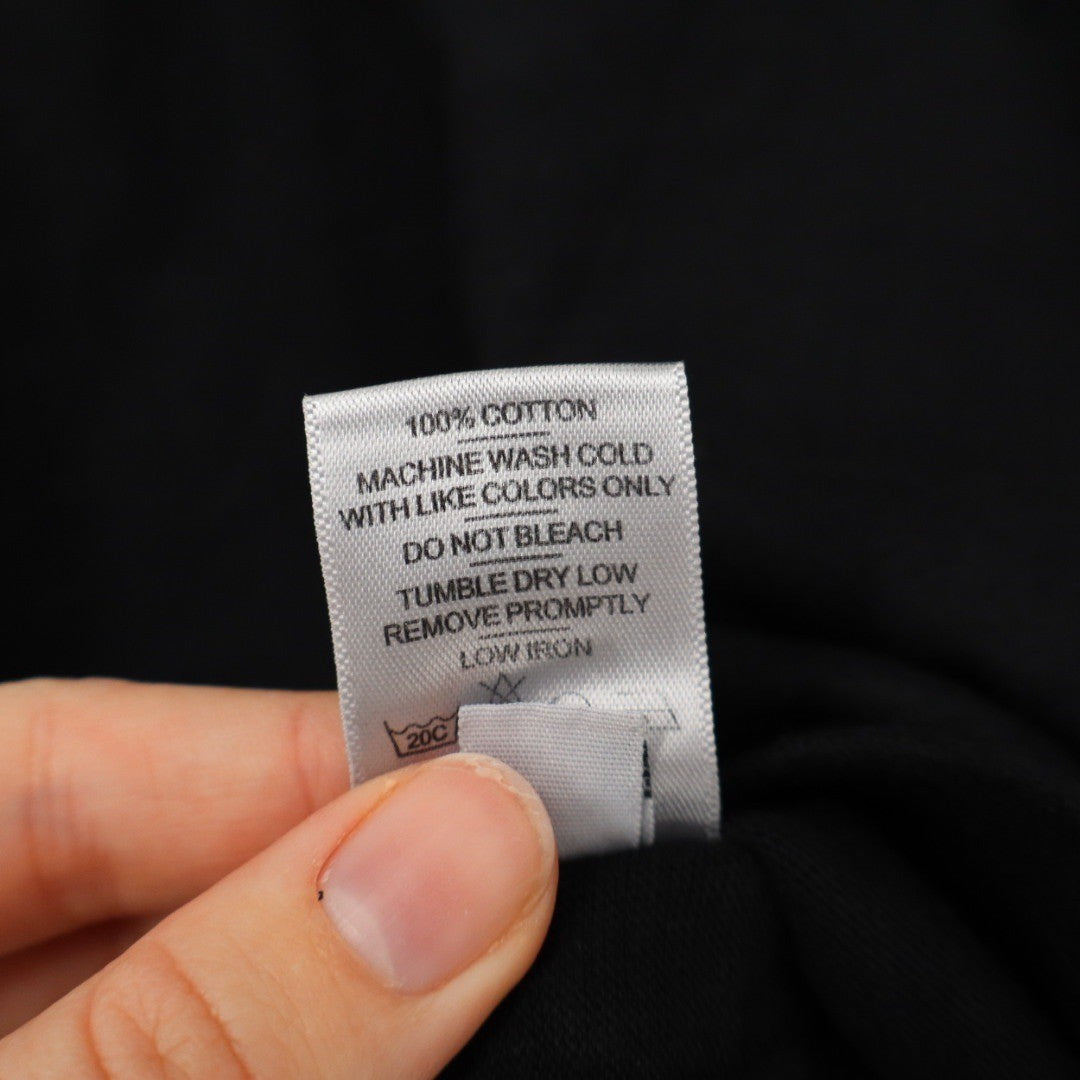 100% COTTON
MACHINE WASH COLD
WITH LIKE COLORS ONLY
DO NOT BLEACH
TUMBLE DRY LOW
REMOVE PROMPTLY
LOW IRON
20C